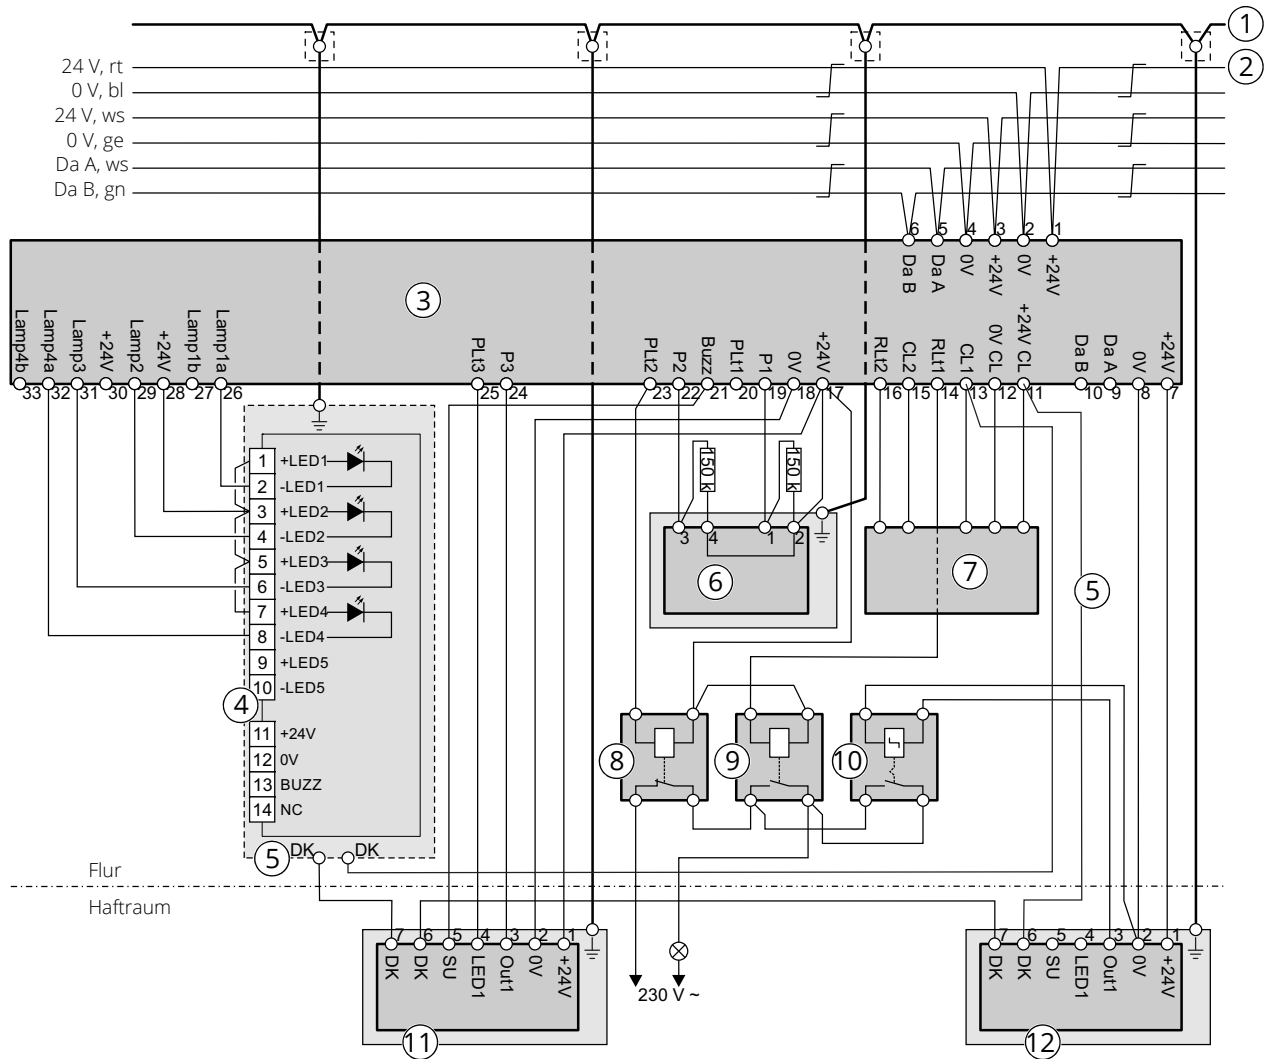 1
24 V, rt
2
0 V, bl
24 V, ws
0 V, ge
Da A, ws
Da B, gn
6 5 4 3 2 1
Da B Da A 0V +24V 0V +24V
3
Lamp4b Lamp4a Lamp3 +24V Lamp2 +24V Lamp1b Lamp1a PLt3 P3 PLt2 P2 Buzz PLt1 P1 0V +24V RLt2 CL2 RLt1 CL1 0V CL +24V CL Da B Da A 0V +24V
33 32 31 30 29 28 27 26 25 24 23 22 21 20 19 18 17 16 15 14 13 12 11 10 9 8 7
150 k 150 k
1 +LED1
2 -LED1
3 +LED2
4 -LED2
5 +LED3
6 -LED3
7 +LED4
8 -LED4
9 +LED5
10 -LED5
4
11 +24V
12 0V
13 BUZZ
14 NC
3 4 1 2
6
7
5
8
9
10
5 DK DK
Flur
Haftraum
7 6 5 4 3 2 1
DK DK SU LED1 Out1 0V +24V
11
230 V ~
7 6 5 4 3 2 1
DK DK SU LED1 Out1 0V +24V
12